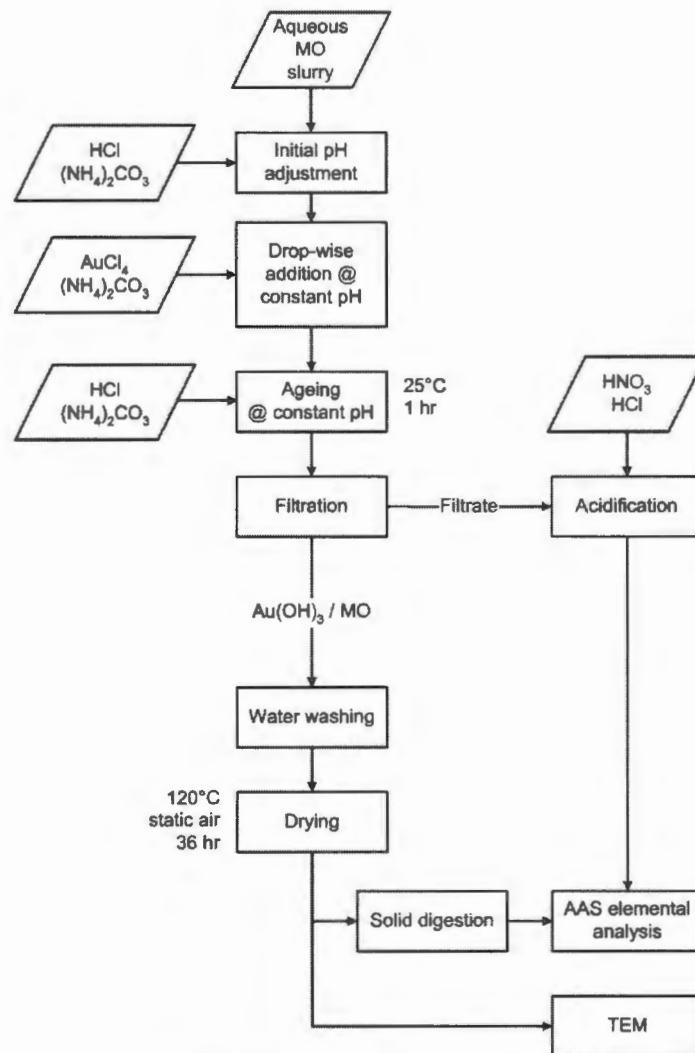 Aqueous
MO
slurry
HCl
(NH₄)₂CO₃
Initial pH
adjustment
AuCl₄
(NH₄)₂CO₃
Drop-wise
addition @
constant pH
HCl
(NH₄)₂CO₃
Ageing
@ constant pH
25°C
1 hr
HNO₃
HCl
Filtration
Filtrate
Acidification
Au(OH)₃ / MO
Water washing
120°C
static air
36 hr
Drying
Solid digestion
AAS elemental
analysis
TEM